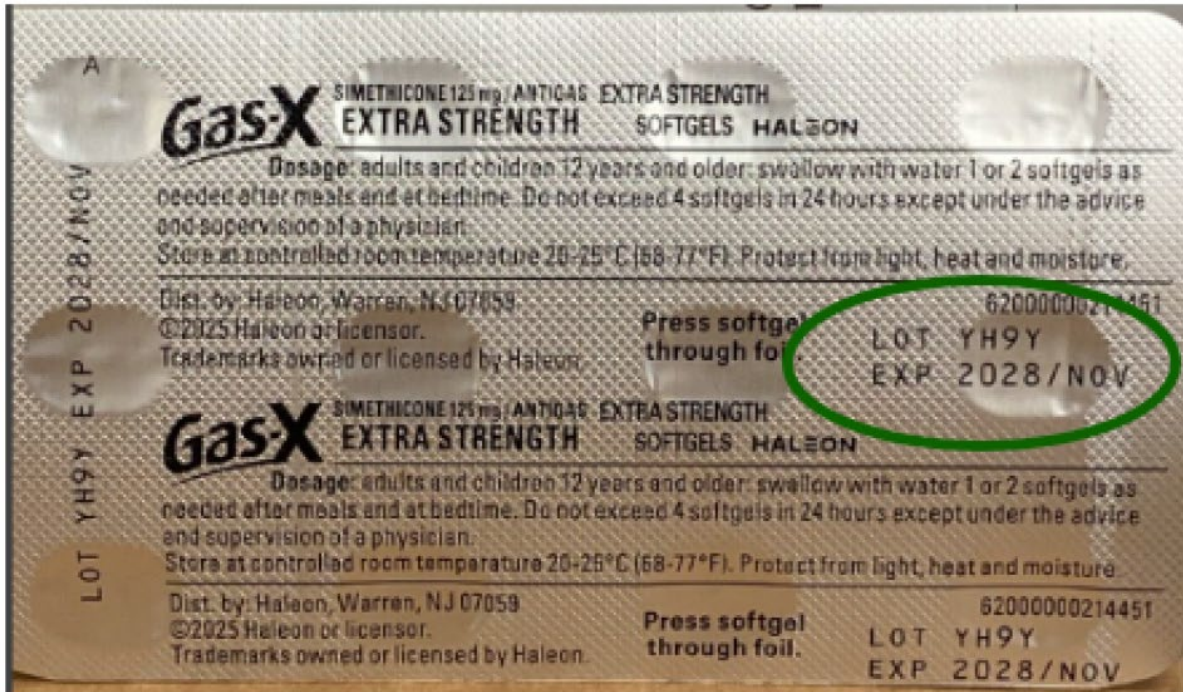 A
Gas-X SIMETHICONE 125 mg/ANTIGAS EXTRA STRENGTH
EXTRA STRENGTH SOFTGELS HALEON
Dosage: adults and children 12 years and older: swallow with water 1 or 2 softgels as
needed after meals and at bedtime. Do not exceed 4 softgels in 24 hours except under the advice
and supervision of a physician.
Store at controlled room temperature 20-25°C (68-77°F). Protect from light, heat and moisture.
Dist. by: Haleon, Warren, NJ 07059
©2025 Haleon or licensor.
Trademarks owned or licensed by Haleon.
Press softgel
through foil.
62000000214451
LOT YH9Y
EXP 2028/NOV
Gas-X SIMETHICONE 125 mg/ANTIGAS EXTRA STRENGTH
EXTRA STRENGTH SOFTGELS HALEON
Dosage: adults and children 12 years and older: swallow with water 1 or 2 softgels as
needed after meals and at bedtime. Do not exceed 4 softgels in 24 hours except under the advice
and supervision of a physician.
Store at controlled room temperature 20-25°C (68-77°F). Protect from light, heat and moisture.
Dist. by: Haleon, Warren, NJ 07059
©2025 Haleon or licensor.
Trademarks owned or licensed by Haleon.
Press softgel
through foil.
62000000214451
LOT YH9Y
EXP 2028/NOV
LOT YH9Y EXP 2028/NOV